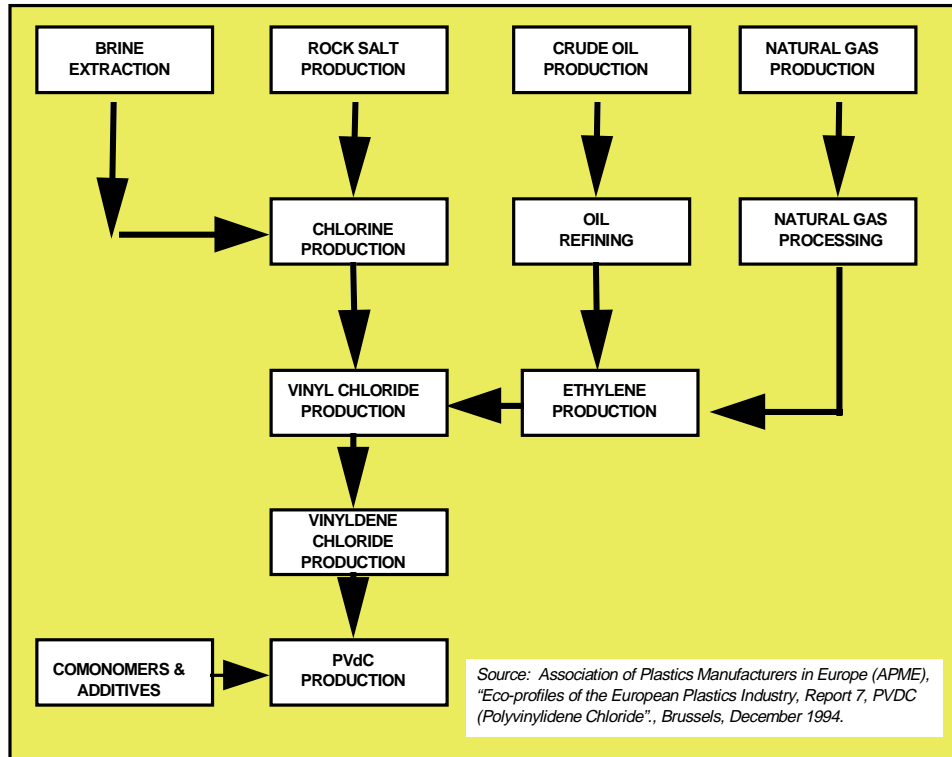 BRINE
EXTRACTION
ROCK SALT
PRODUCTION
CRUDE OIL
PRODUCTION
NATURAL GAS
PRODUCTION
CHLORINE
PRODUCTION
OIL
REFINING
NATURAL GAS
PROCESSING
VINYL CHLORIDE
PRODUCTION
ETHYLENE
PRODUCTION
VINYLDENE
CHLORIDE
PRODUCTION
COMONOMERS &
ADDITIVES
PVdC
PRODUCTION
Source: Association of Plastics Manufacturers in Europe (APME),
“Eco-profiles of the European Plastics Industry, Report 7, PVDC
(Polyvinylidene Chloride”., Brussels, December 1994.